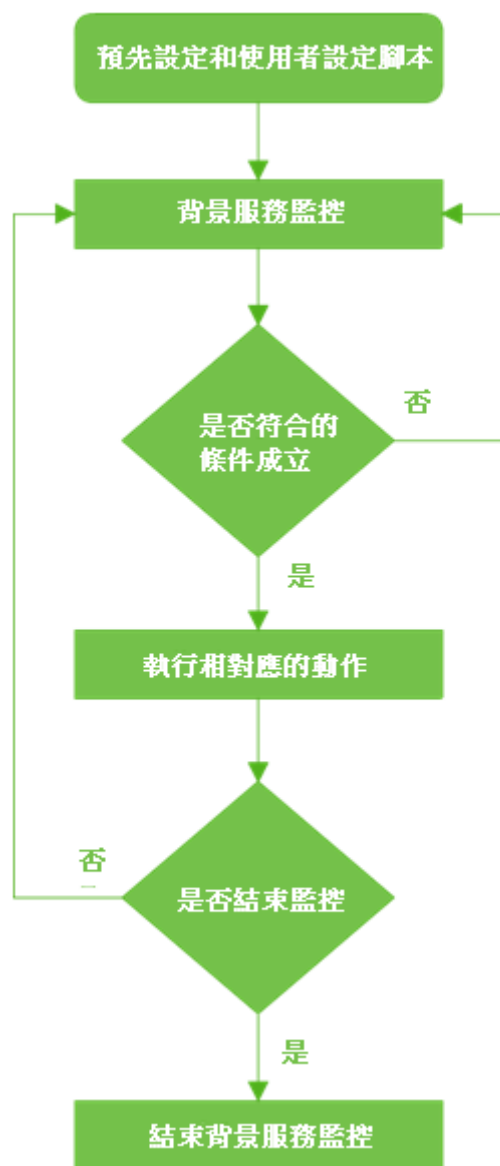 預先設定和使用者設定腳本
背景服務監控
是否符合的
條件成立
否
是
執行相對應的動作
否
是否結束監控
是
結束背景服務監控